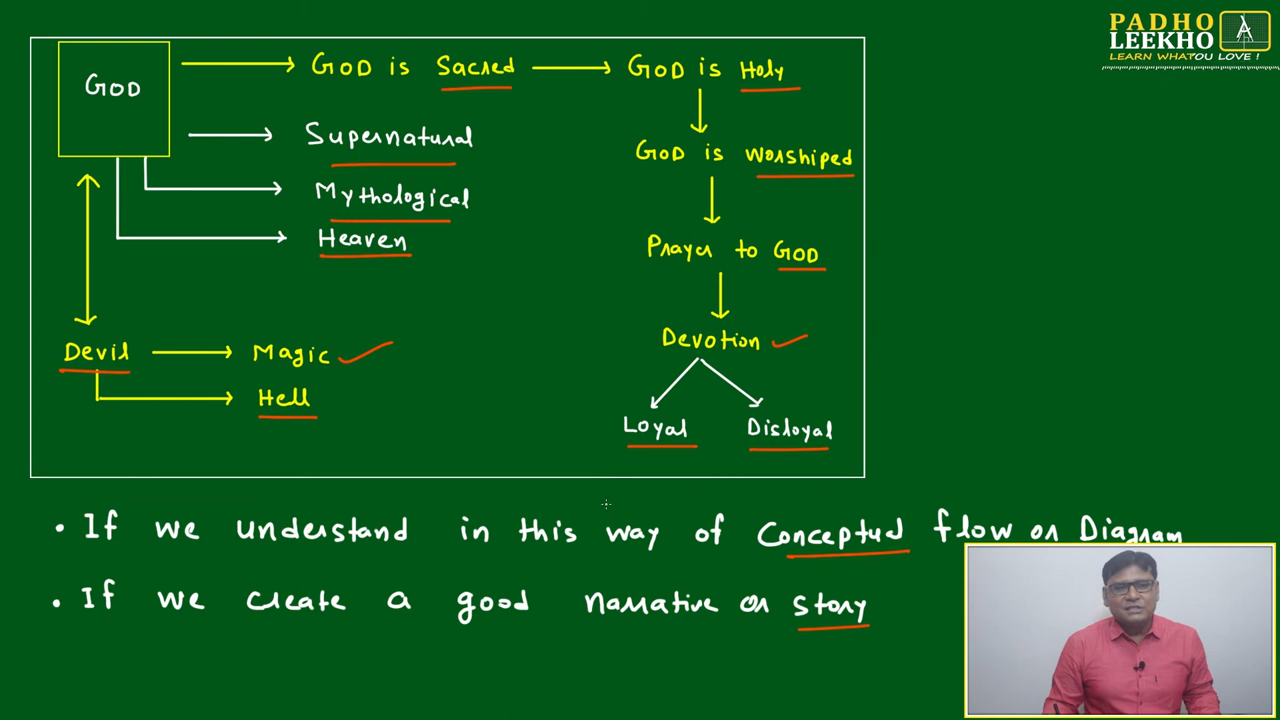 PADHO
LEEKHO
LEARN WHATOU LOVE !
GOD
GOD is Sacred
GOD is Holy
Supernatural
GOD is Worshiped
Mythological
Heaven
Prayer to GOD
Devil
Magic
Devotion
Hell
Loyal
Disloyal
• If we understand in this way of Conceptual flow or Diagram
• If we create a good narrative or story